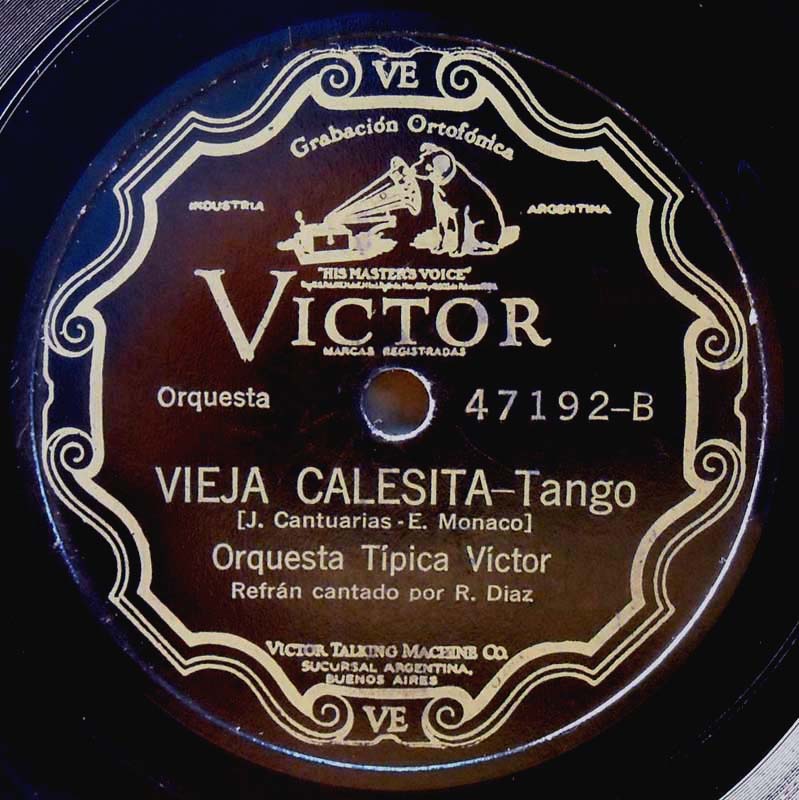 VE
Grabación Ortofónica
INDUSTRIA
ARGENTINA
"HIS MASTER'S VOICE"
VICTOR
MARCAS REGISTRADAS
Orquesta
47192-B
VIEJA CALESITA-Tango
[J. Cantuarias - E. Monaco]
Orquesta Típica Víctor
Refrán cantado por R. Diaz
VICTOR TALKING MACHINE CO.
SUCURSAL ARGENTINA,
BUENOS AIRES
VE